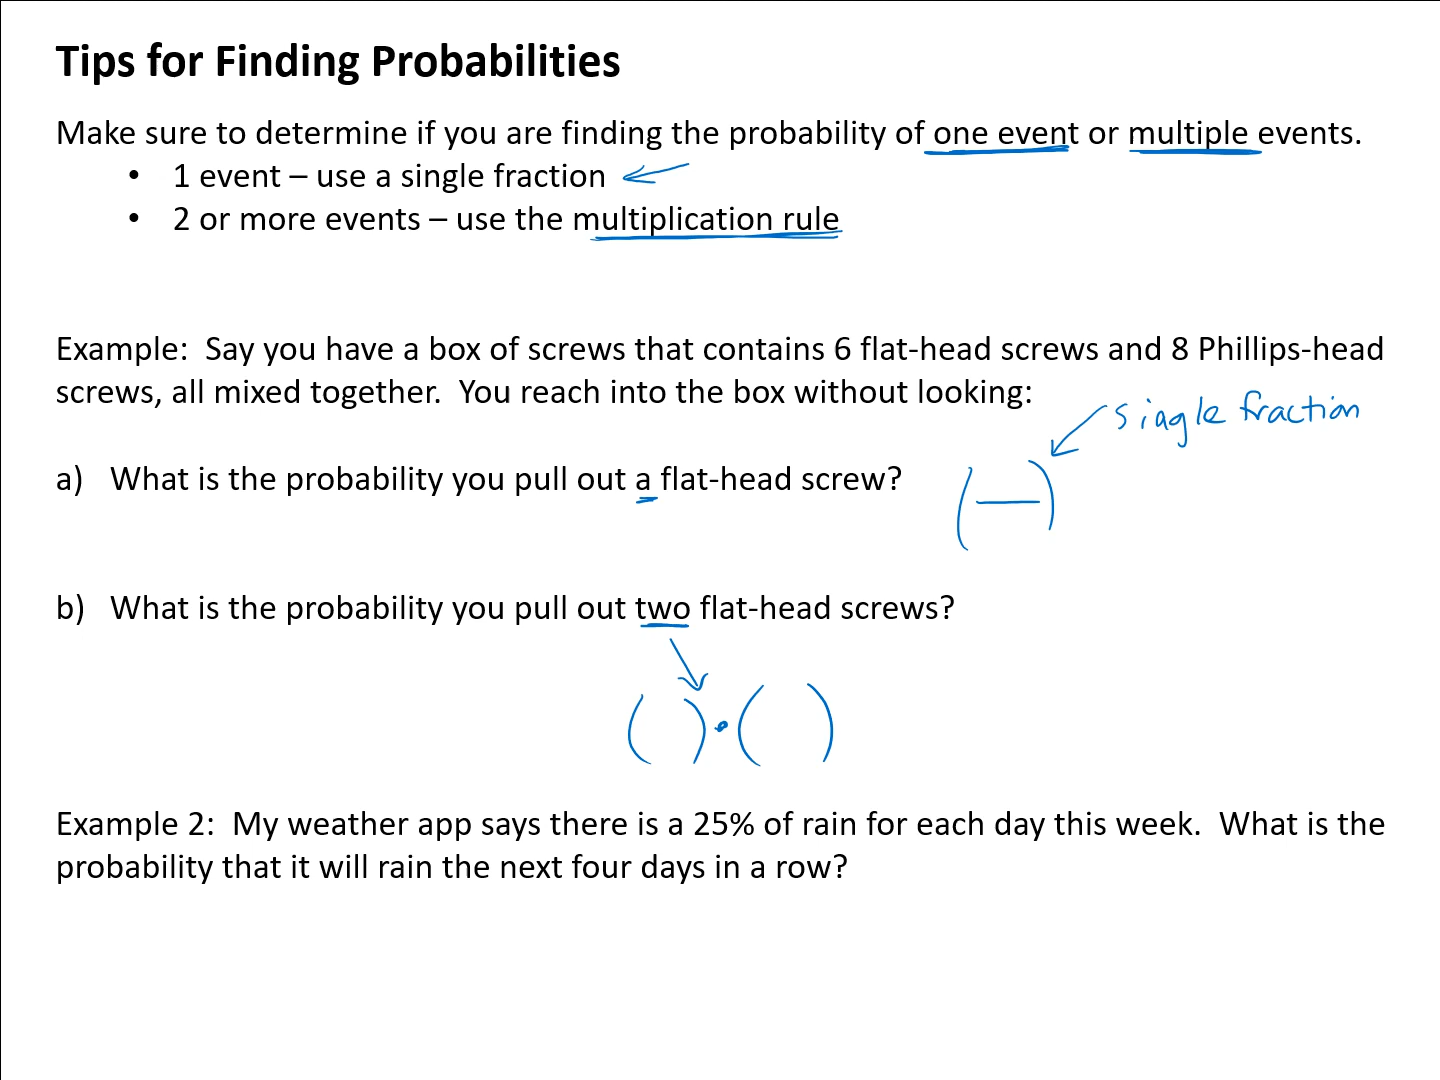 Tips for Finding Probabilities
Make sure to determine if you are finding the probability of one event or multiple events.
• 1 event – use a single fraction
• 2 or more events – use the multiplication rule
Example: Say you have a box of screws that contains 6 flat-head screws and 8 Phillips-head
screws, all mixed together. You reach into the box without looking:
single fraction
a) What is the probability you pull out a flat-head screw? (—)
b) What is the probability you pull out two flat-head screws?
( )·( )
Example 2: My weather app says there is a 25% of rain for each day this week. What is the
probability that it will rain the next four days in a row?